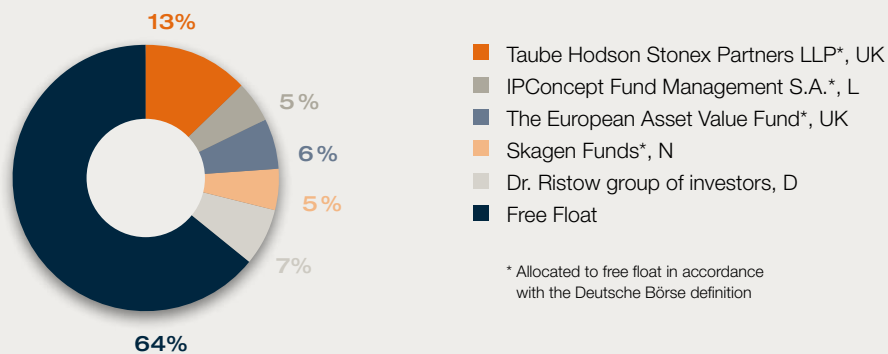 13%
5%
6%
5%
7%
64%
Taube Hodson Stonex Partners LLP*, UK
IPConcept Fund Management S.A.*, L
The European Asset Value Fund*, UK
Skagen Funds*, N
Dr. Ristow group of investors, D
Free Float
* Allocated to free float in accordance
with the Deutsche Börse definition